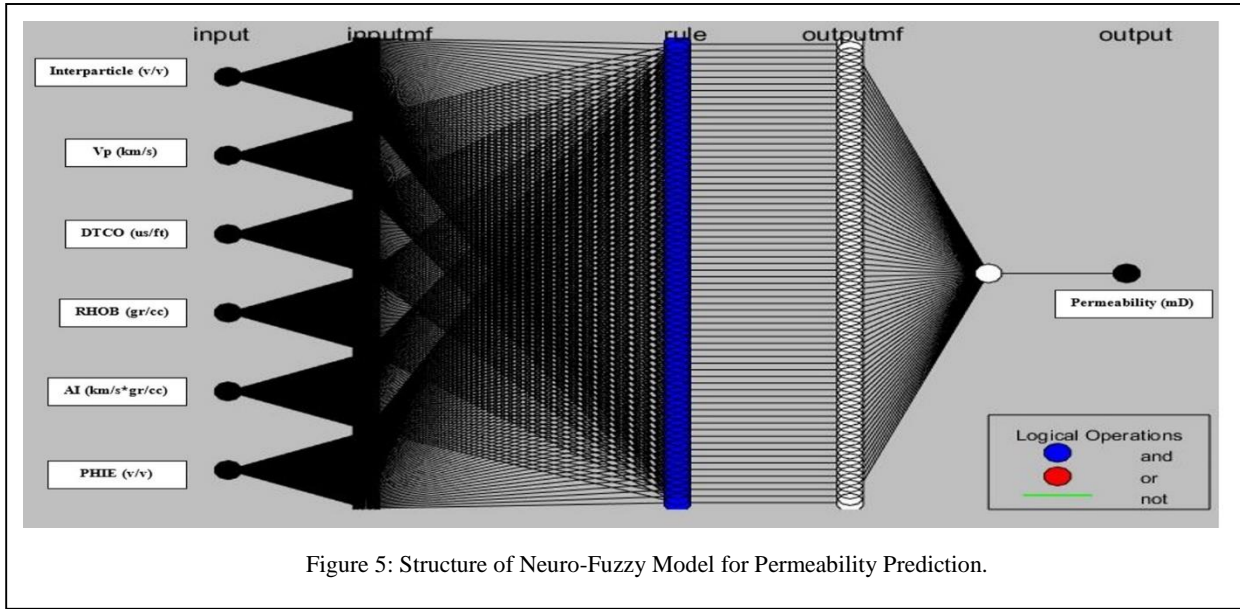 input inputmf rule outputmf output
Interparticle (v/v)
Vp (km/s)
DTCO (us/ft)
RHOB (gr/cc)
AI (km/s*gr/cc)
PHIE (v/v)
Permeability (mD)
Logical Operations
and
or
not
Figure 5: Structure of Neuro-Fuzzy Model for Permeability Prediction.